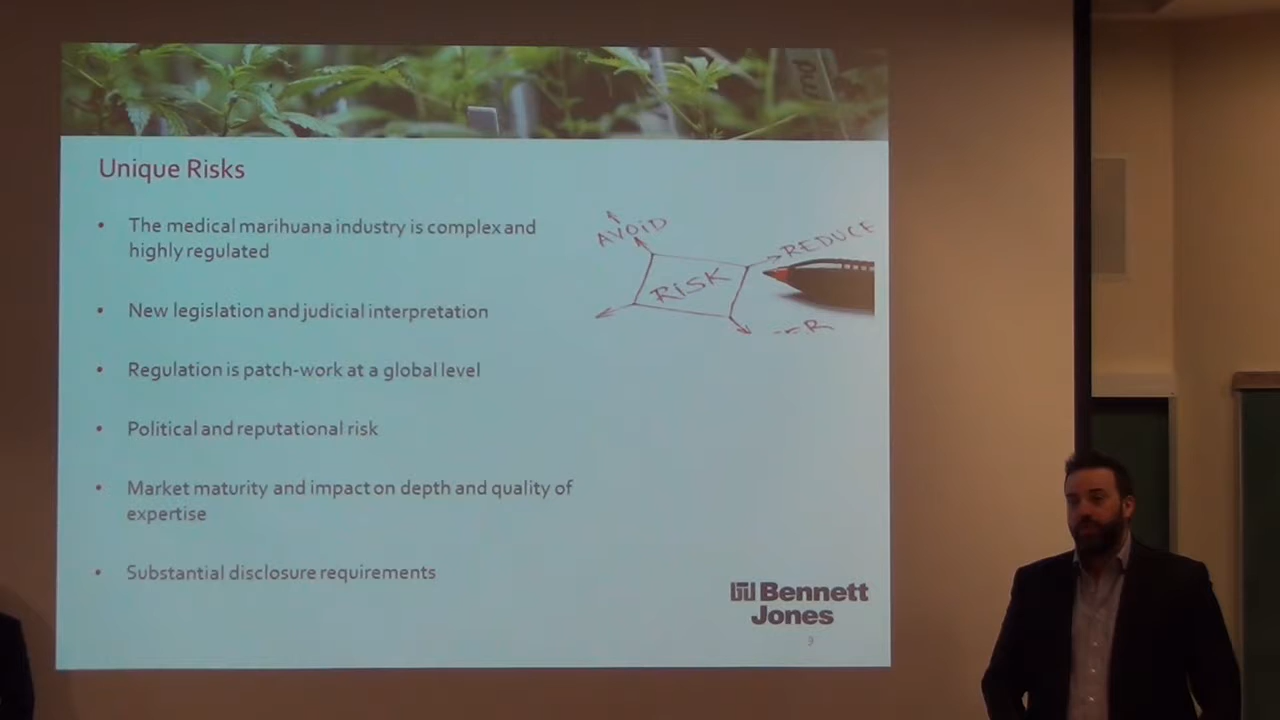 Unique Risks
• The medical marihuana industry is complex and
highly regulated
• New legislation and judicial interpretation
• Regulation is patch-work at a global level
• Political and reputational risk
• Market maturity and impact on depth and quality of
expertise
• Substantial disclosure requirements
AVOID
REDUCE
RISK
Bennett
Jones
9